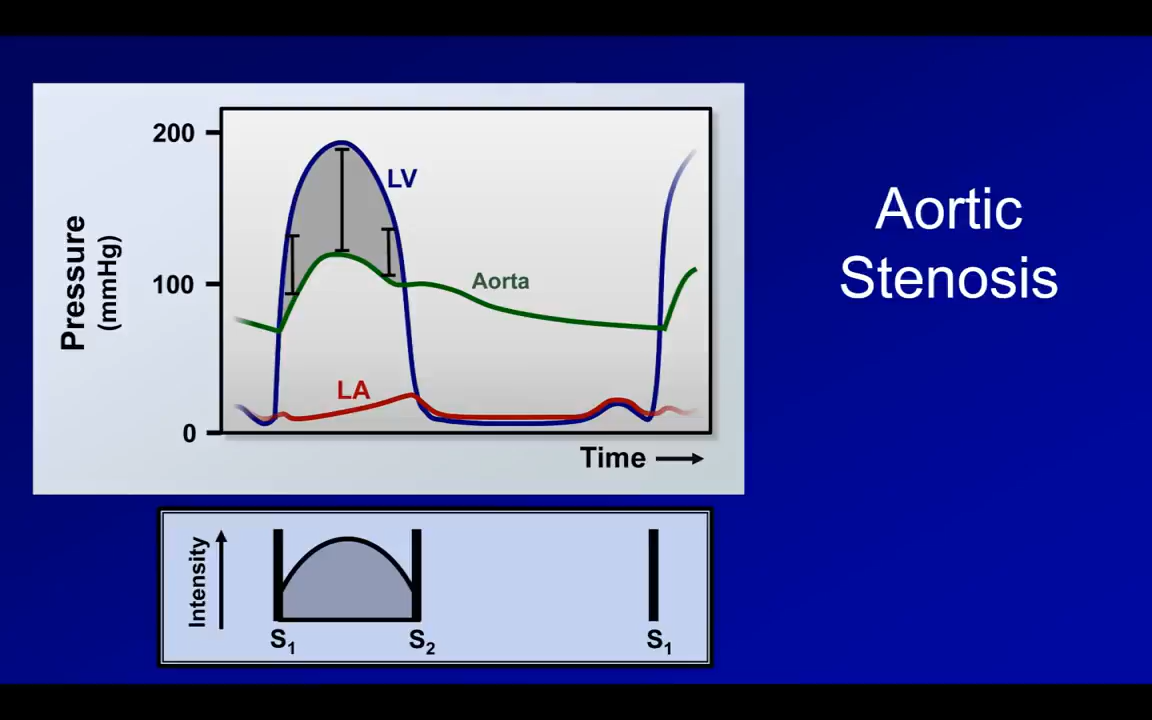 200
100
0
Pressure
(mmHg)
LV
Aorta
LA
Time
Aortic
Stenosis
Intensity
S1
S2
S1